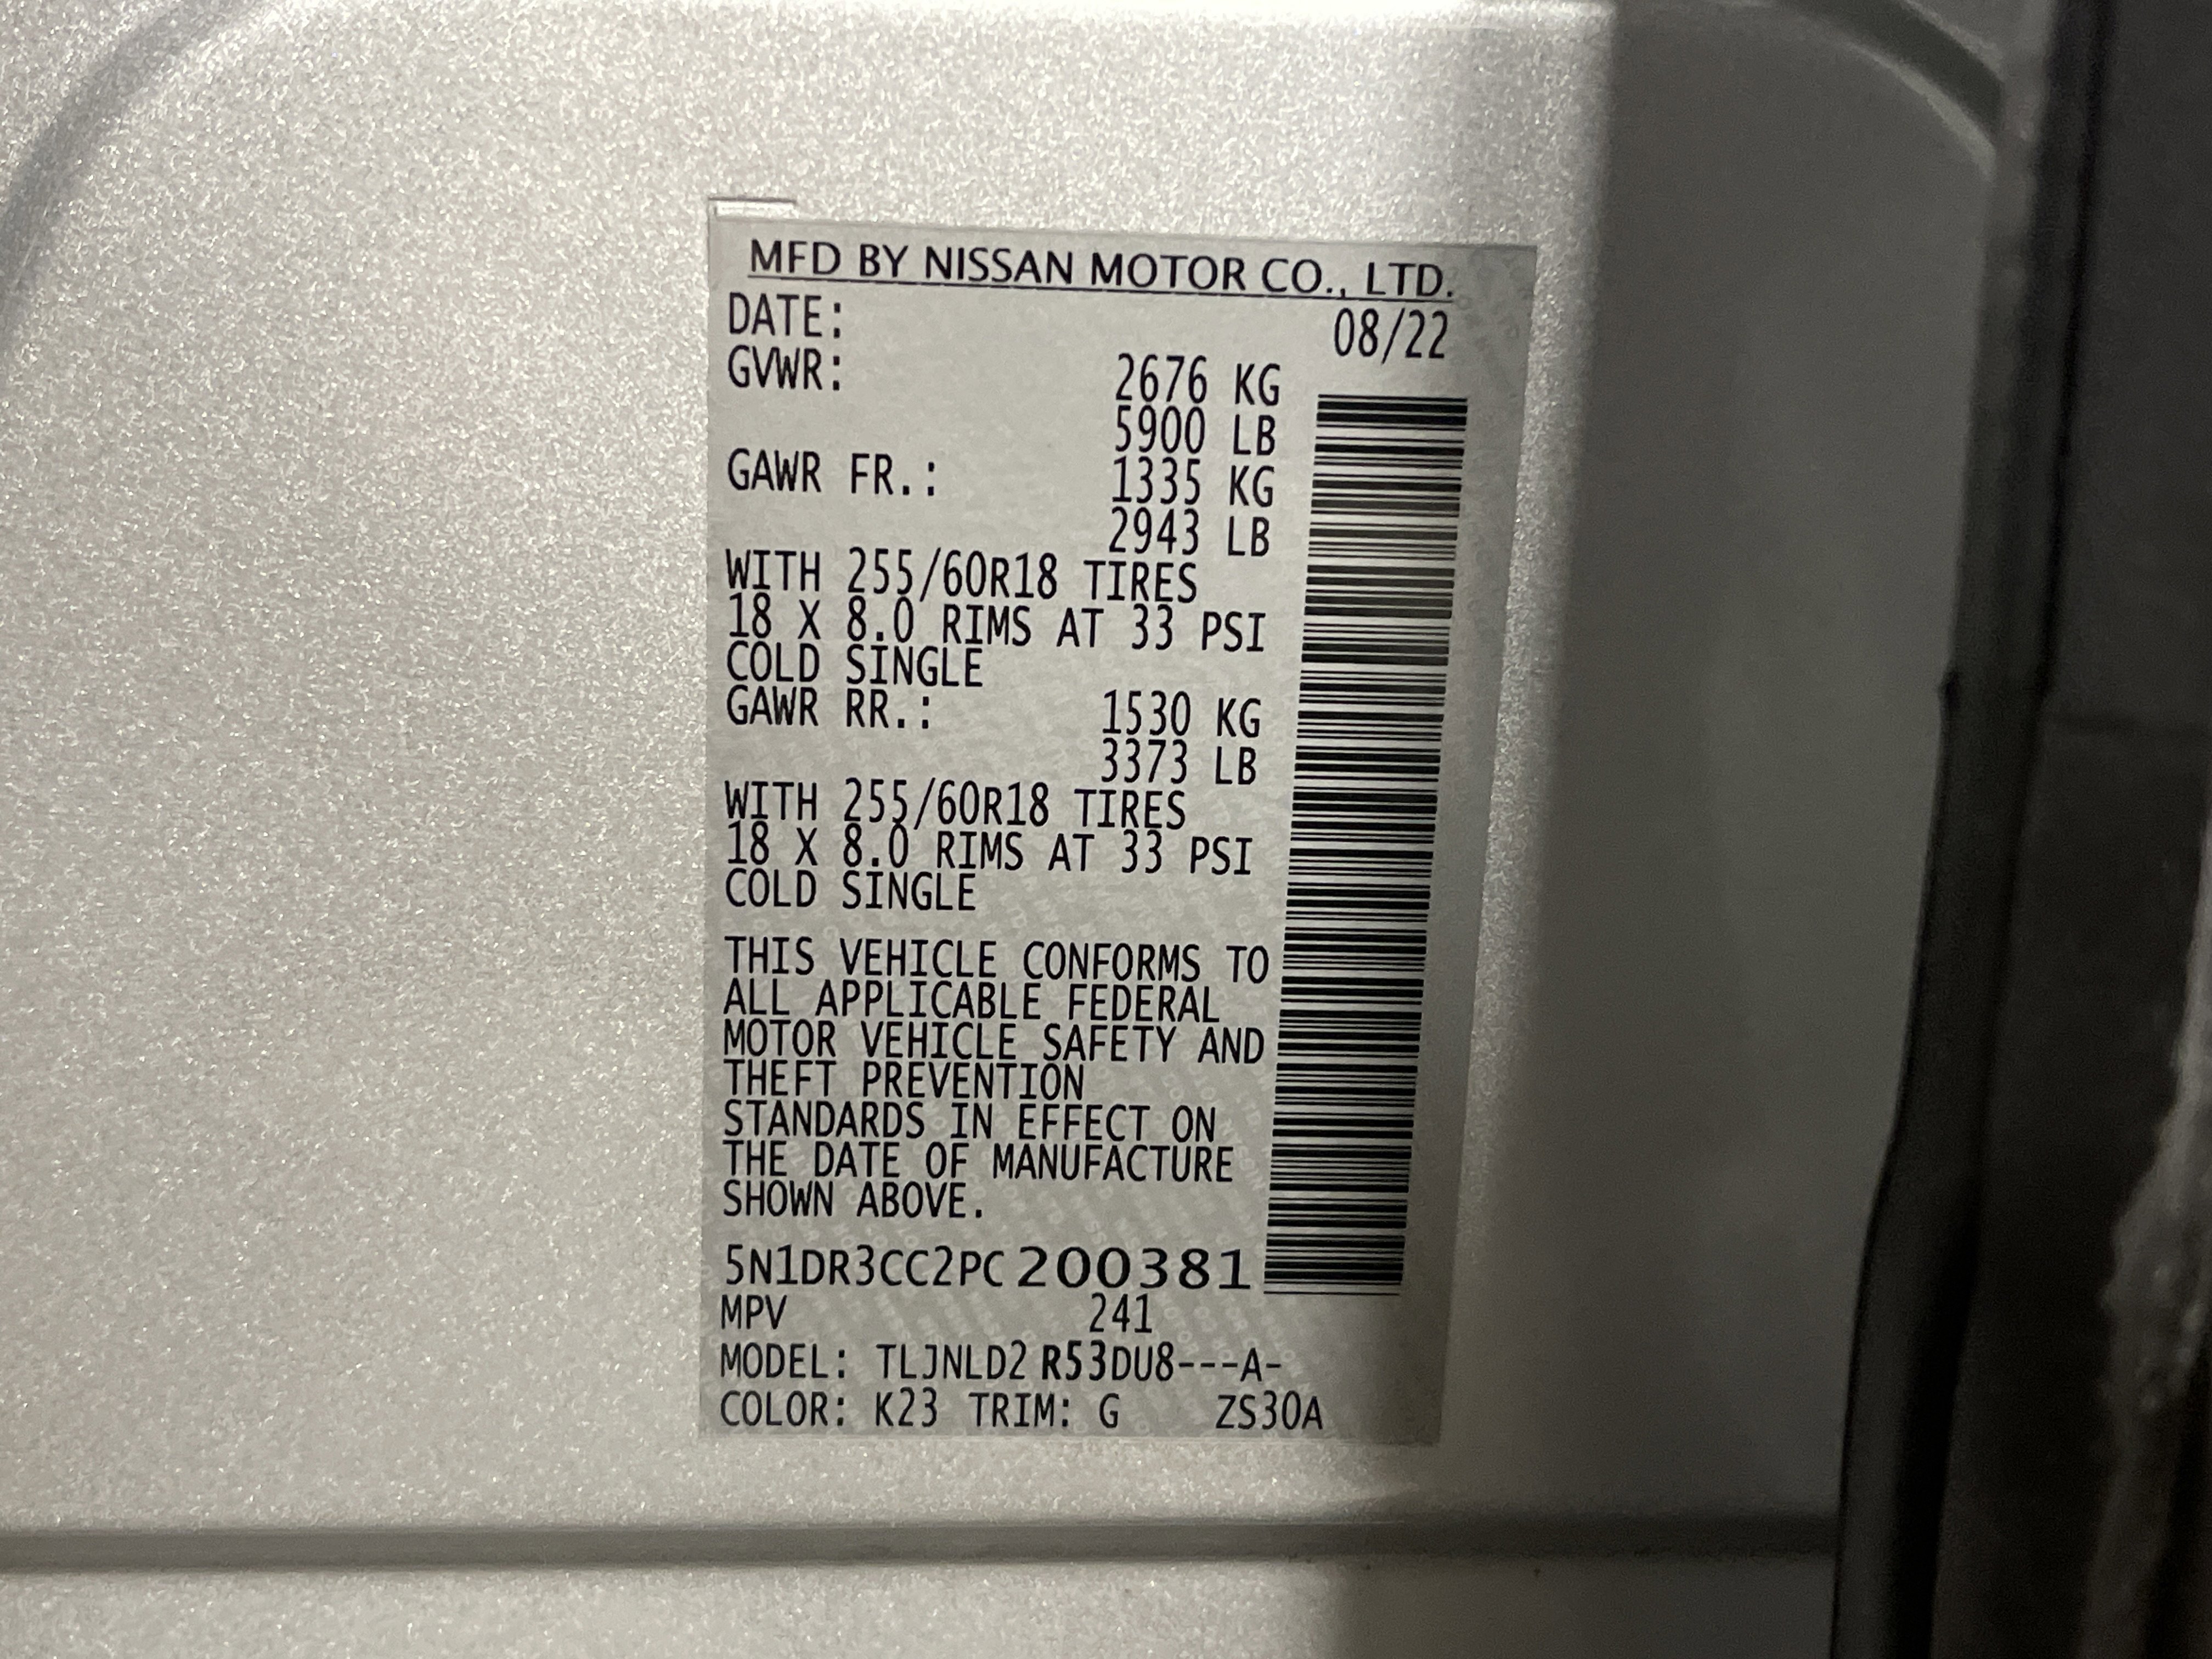 MFD BY NISSAN MOTOR CO., LTD.
DATE: 08/22
GVWR: 2676 KG
5900 LB
GAWR FR.: 1335 KG
2943 LB
WITH 255/60R18 TIRES
18 X 8.0 RIMS AT 33 PSI
COLD SINGLE
GAWR RR.: 1530 KG
3373 LB
WITH 255/60R18 TIRES
18 X 8.0 RIMS AT 33 PSI
COLD SINGLE
THIS VEHICLE CONFORMS TO
ALL APPLICABLE FEDERAL
MOTOR VEHICLE SAFETY AND
THEFT PREVENTION
STANDARDS IN EFFECT ON
THE DATE OF MANUFACTURE
SHOWN ABOVE.
5N1DR3CC2PC200381
MPV 241
MODEL: TLJNLD2 R53DU8---A-
COLOR: K23 TRIM: G ZS30A